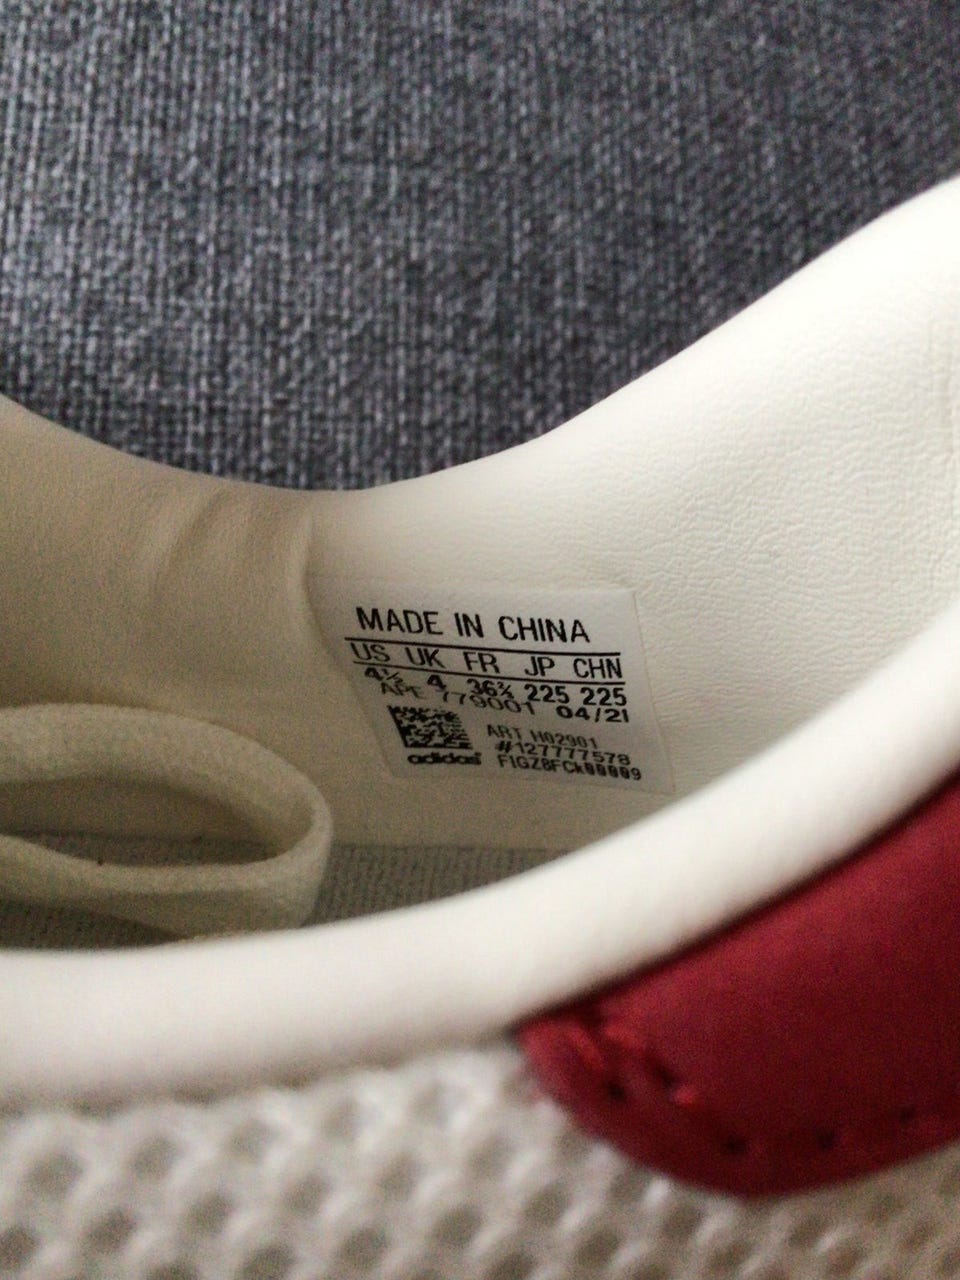 MADE IN CHINA
US UK FR JP CHN
4½ 4 36⅔ 225 225
APE 779001 04/21
ART H02901
#127777578
adidas